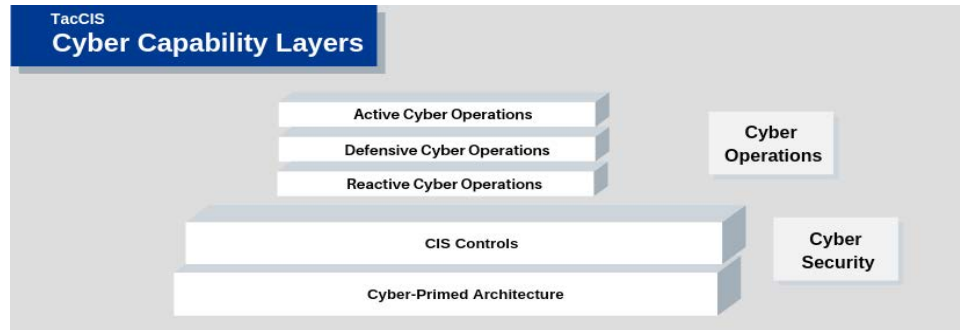 TacCIS
Cyber Capability Layers
Active Cyber Operations
Defensive Cyber Operations
Reactive Cyber Operations
Cyber
Operations
CIS Controls
Cyber-Primed Architecture
Cyber
Security